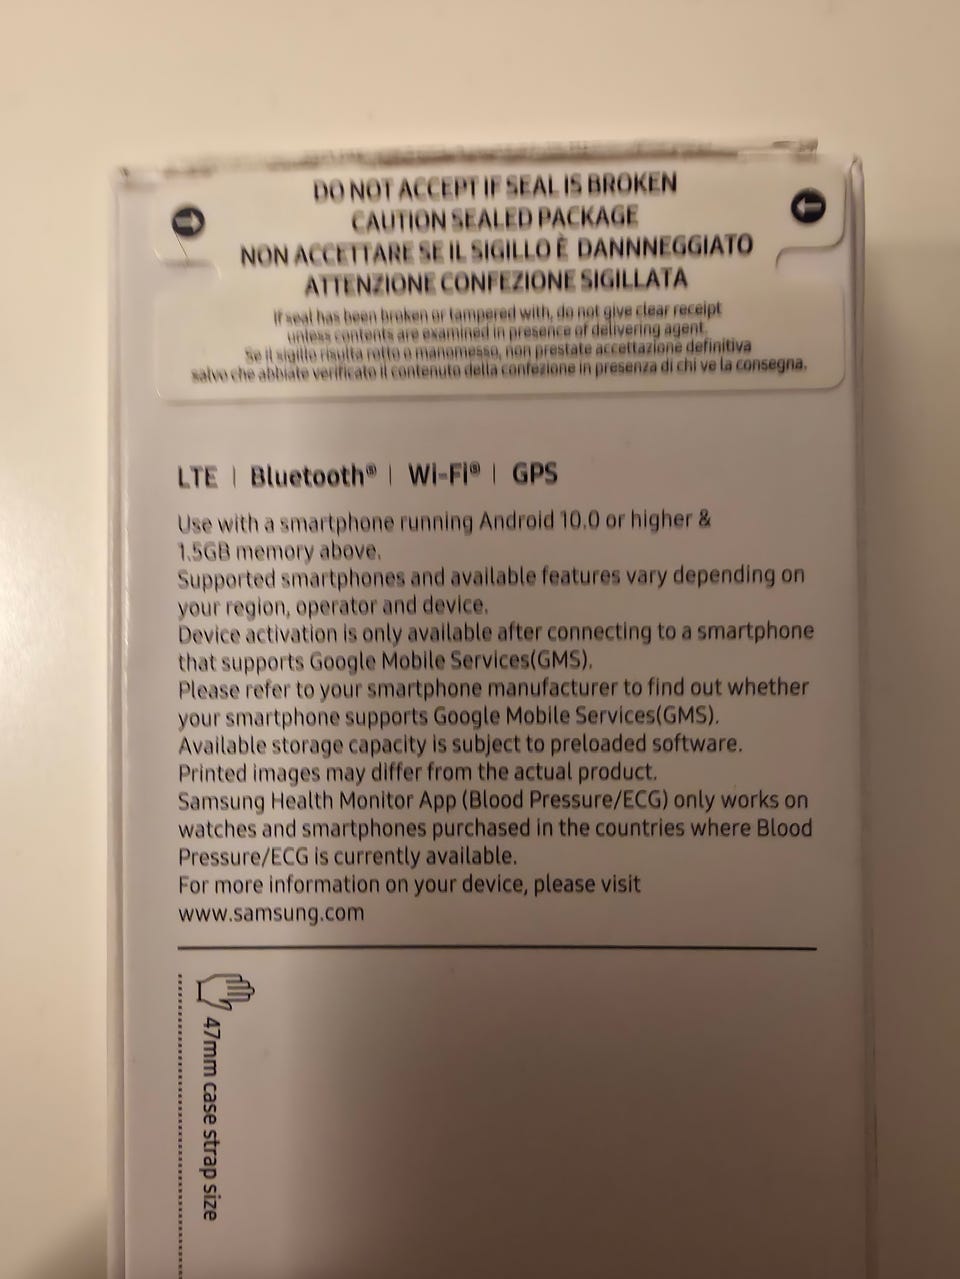 DO NOT ACCEPT IF SEAL IS BROKEN
CAUTION SEALED PACKAGE
NON ACCETTARE SE IL SIGILLO È DANNNEGGIATO
ATTENZIONE CONFEZIONE SIGILLATA
If seal has been broken or tampered with, do not give clear receipt
unless contents are examined in presence of delivering agent.
Se il sigillo risulta rotto o manomesso, non prestate accettazione definitiva
salvo che abbiate verificato il contenuto della confezione in presenza di chi ve la consegna.
LTE | Bluetooth® | Wi-Fi® | GPS
Use with a smartphone running Android 10.0 or higher &
1.5GB memory above.
Supported smartphones and available features vary depending on
your region, operator and device.
Device activation is only available after connecting to a smartphone
that supports Google Mobile Services(GMS).
Please refer to your smartphone manufacturer to find out whether
your smartphone supports Google Mobile Services(GMS).
Available storage capacity is subject to preloaded software.
Printed images may differ from the actual product.
Samsung Health Monitor App (Blood Pressure/ECG) only works on
watches and smartphones purchased in the countries where Blood
Pressure/ECG is currently available.
For more information on your device, please visit
www.samsung.com
47mm case strap size